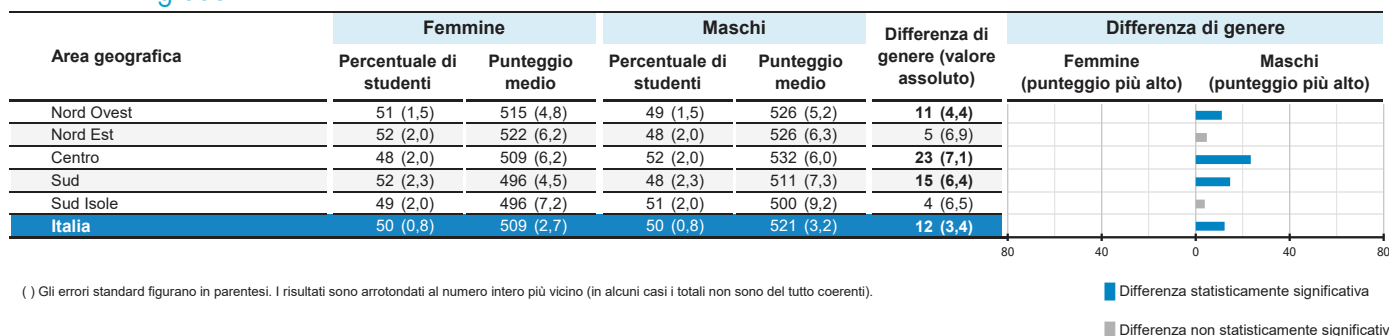 Area geografica Femmine Maschi Differenza di genere (valore assoluto) Differenza di genere
Percentuale di studenti Punteggio medio Percentuale di studenti Punteggio medio Femmine (punteggio più alto) Maschi (punteggio più alto)
Nord Ovest 51 (1,5) 515 (4,8) 49 (1,5) 526 (5,2) 11 (4,4)
Nord Est 52 (2,0) 522 (6,2) 48 (2,0) 526 (6,3) 5 (6,9)
Centro 48 (2,0) 509 (6,2) 52 (2,0) 532 (6,0) 23 (7,1)
Sud 52 (2,3) 496 (4,5) 48 (2,3) 511 (7,3) 15 (6,4)
Sud Isole 49 (2,0) 496 (7,2) 51 (2,0) 500 (9,2) 4 (6,5)
Italia 50 (0,8) 509 (2,7) 50 (0,8) 521 (3,2) 12 (3,4)
80 40 0 40 80
( ) Gli errori standard figurano in parentesi. I risultati sono arrotondati al numero intero più vicino (in alcuni casi i totali non sono del tutto coerenti).
Differenza statisticamente significativa
Differenza non statisticamente significativ